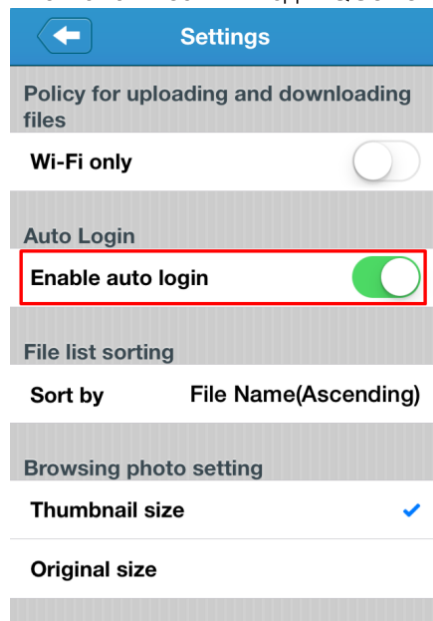 Settings
Policy for uploading and downloading
files
Wi-Fi only
Auto Login
Enable auto login
File list sorting
Sort by File Name(Ascending)
Browsing photo setting
Thumbnail size
Original size